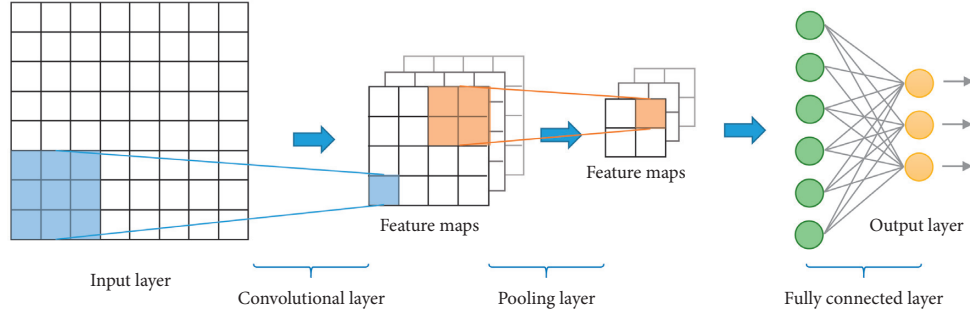 Feature maps
Feature maps
Output layer
Input layer
Convolutional layer
Pooling layer
Fully connected layer